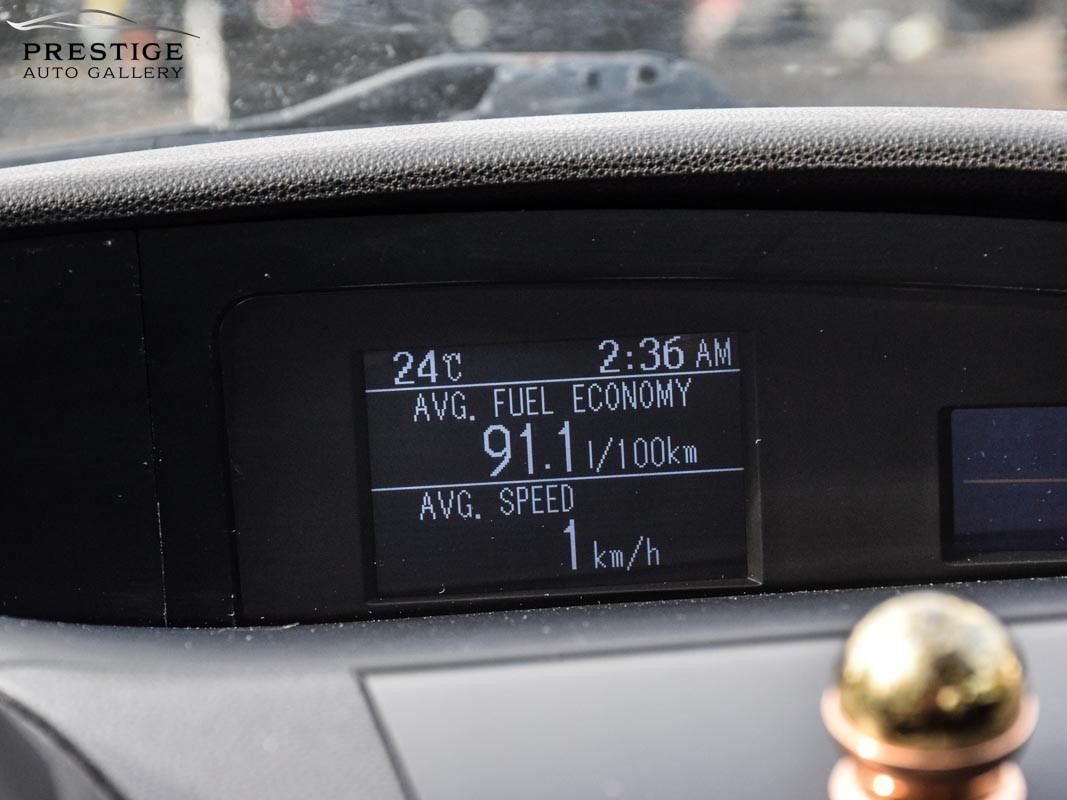 PRESTIGE
AUTO GALLERY
24℃ 2:36 AM
AVG. FUEL ECONOMY
91.1 l/100km
AVG. SPEED
1 km/h